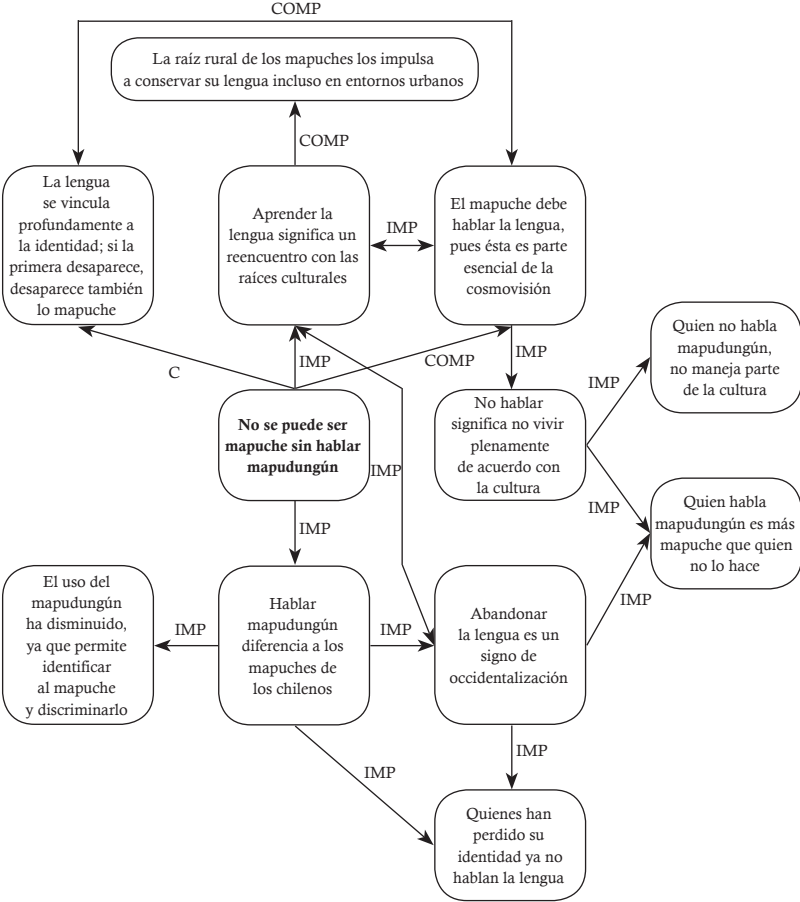 COMP
La raíz rural de los mapuches los impulsa
a conservar su lengua incluso en entornos urbanos
COMP
La lengua
se vincula
profundamente a
la identidad; si la
primera desaparece,
desaparece también
lo mapuche
Aprender la
lengua significa un
reencuentro con las
raíces culturales
IMP
El mapuche debe
hablar la lengua,
pues ésta es parte
esencial de la
cosmovisión
C
IMP
COMP
IMP
Quien no habla
mapudungún,
no maneja parte
de la cultura
No se puede ser
mapuche sin hablar
mapudungún
IMP
No hablar
significa no vivir
plenamente
de acuerdo con
la cultura
IMP
IMP
Quien habla
mapudungún es más
mapuche que quien
no lo hace
IMP
El uso del
mapudungún
ha disminuido,
ya que permite
identificar
al mapuche
y discriminarlo
IMP
Hablar
mapudungún
diferencia a los
mapuches de
los chilenos
IMP
Abandonar
la lengua es un
signo de
occidentalización
IMP
IMP
IMP
Quienes han
perdido su
identidad ya no
hablan la lengua